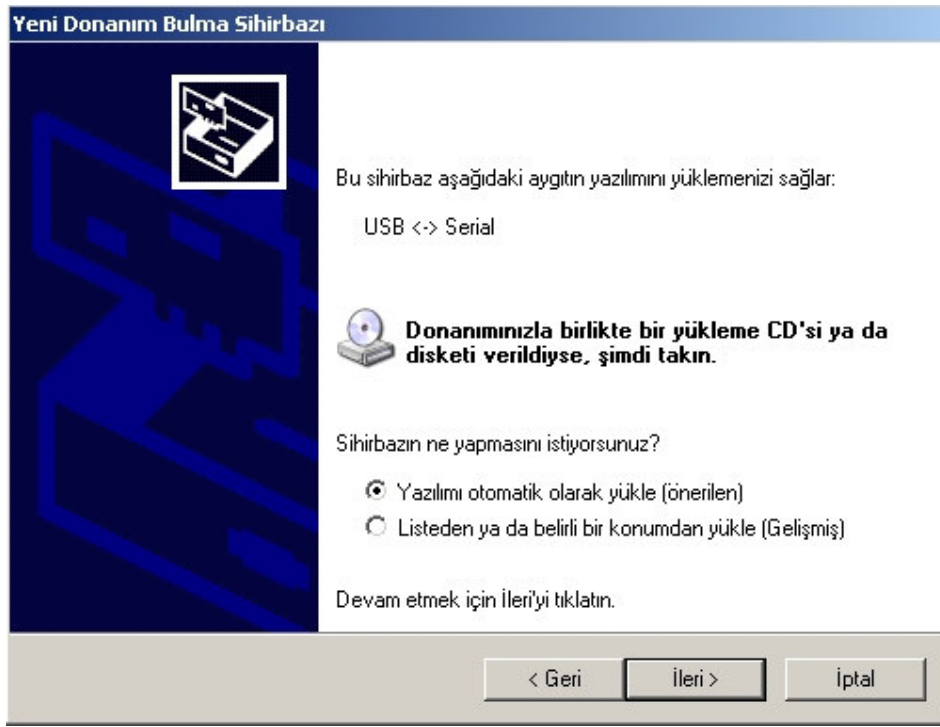 Yeni Donanım Bulma Sihirbazı
Bu sihirbaz aşağıdaki aygıtın yazılımını yüklemenizi sağlar:
USB <-> Serial
Donanımınızla birlikte bir yükleme CD'si ya da
disketi verildiyse, şimdi takın.
Sihirbazın ne yapmasını istiyorsunuz?
Yazılımı otomatik olarak yükle (önerilen)
Listeden ya da belirli bir konumdan yükle (Gelişmiş)
Devam etmek için İleri'yi tıklatın.
< Geri
İleri >
İptal